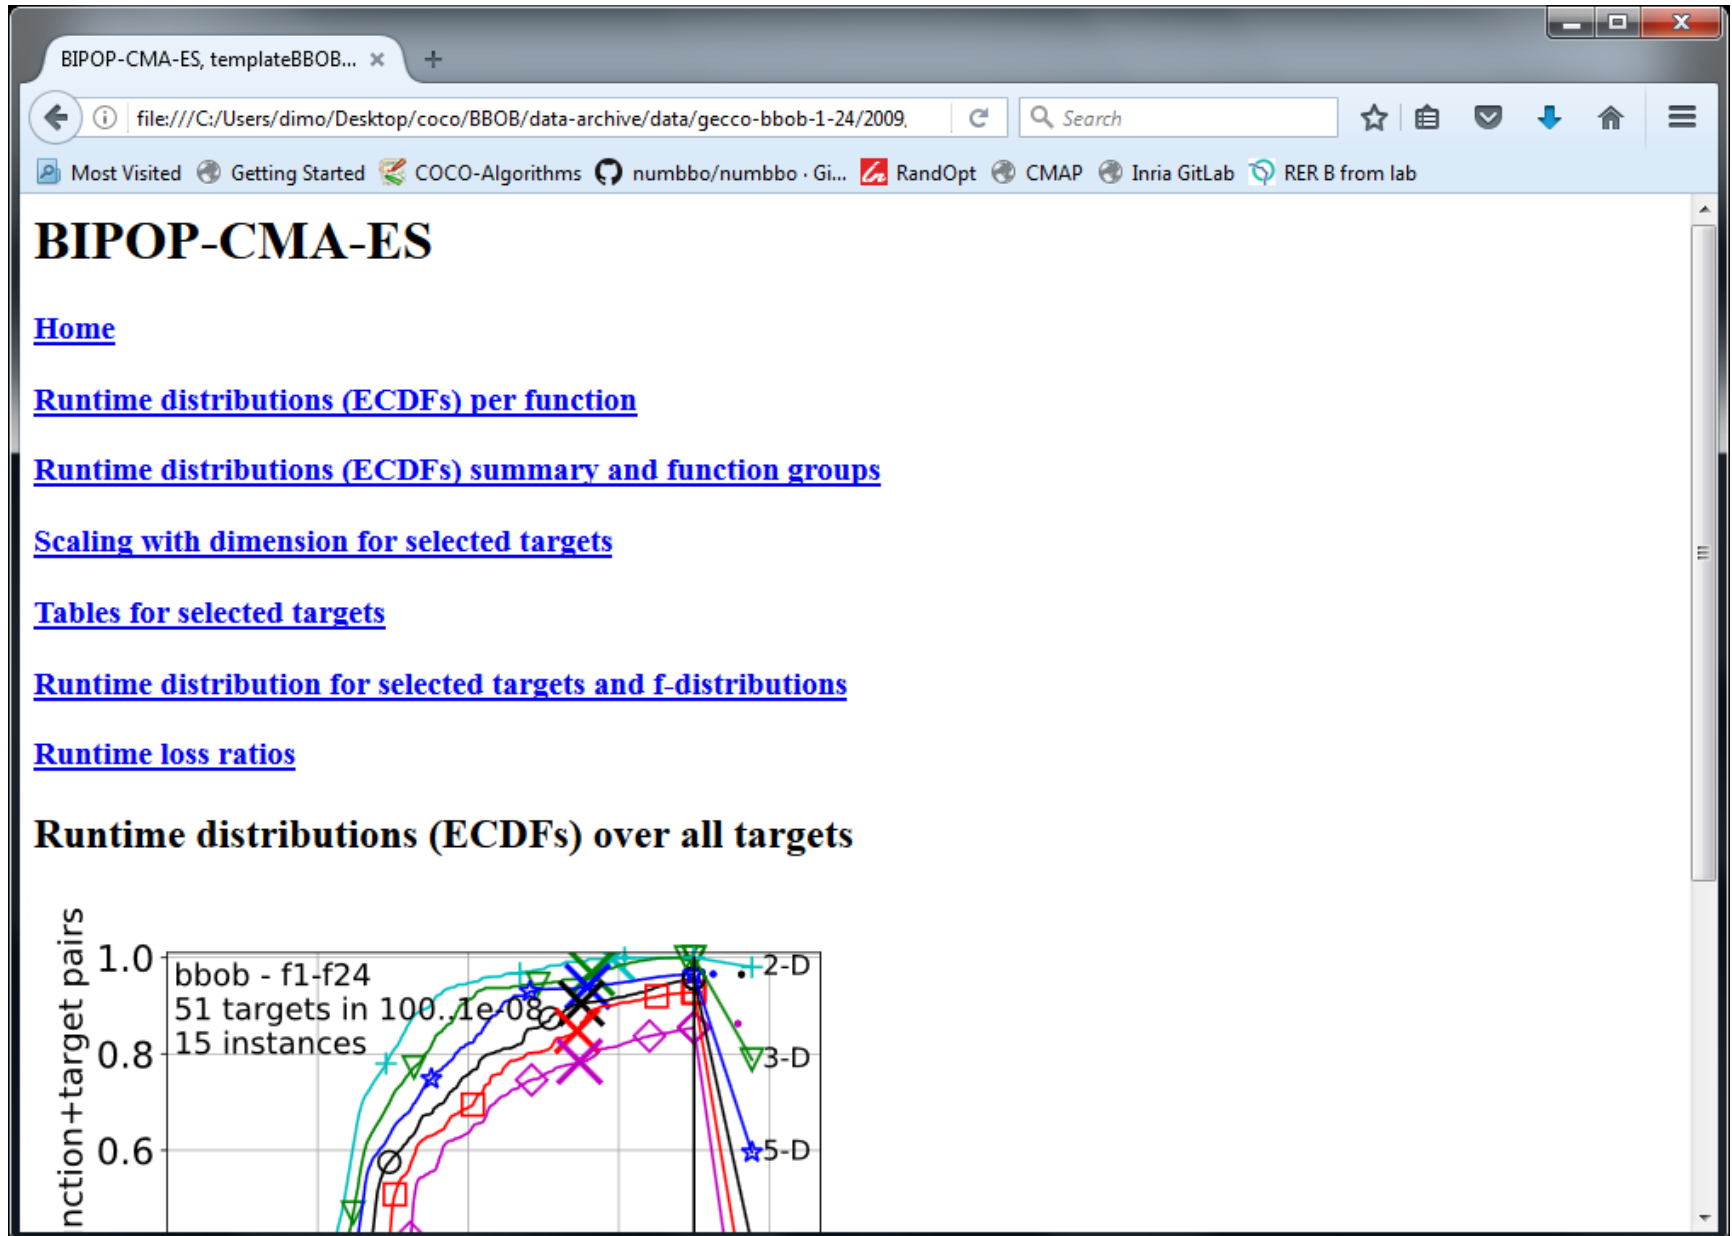 BIPOP-CMA-ES, templateBBOB...
file:///C:/Users/dimo/Desktop/coco/BBOB/data-archive/data/gecco-bbob-1-24/2009,
Search
Most Visited Getting Started COCO-Algorithms numbbo/numbbo · Gi... RandOpt CMAP Inria GitLab RER B from lab
BIPOP-CMA-ES
Home
Runtime distributions (ECDFs) per function
Runtime distributions (ECDFs) summary and function groups
Scaling with dimension for selected targets
Tables for selected targets
Runtime distribution for selected targets and f-distributions
Runtime loss ratios
Runtime distributions (ECDFs) over all targets
nction+target pairs
1.0
0.8
0.6
bbob - f1-f24
51 targets in 100..1e-08
15 instances
2-D
3-D
5-D